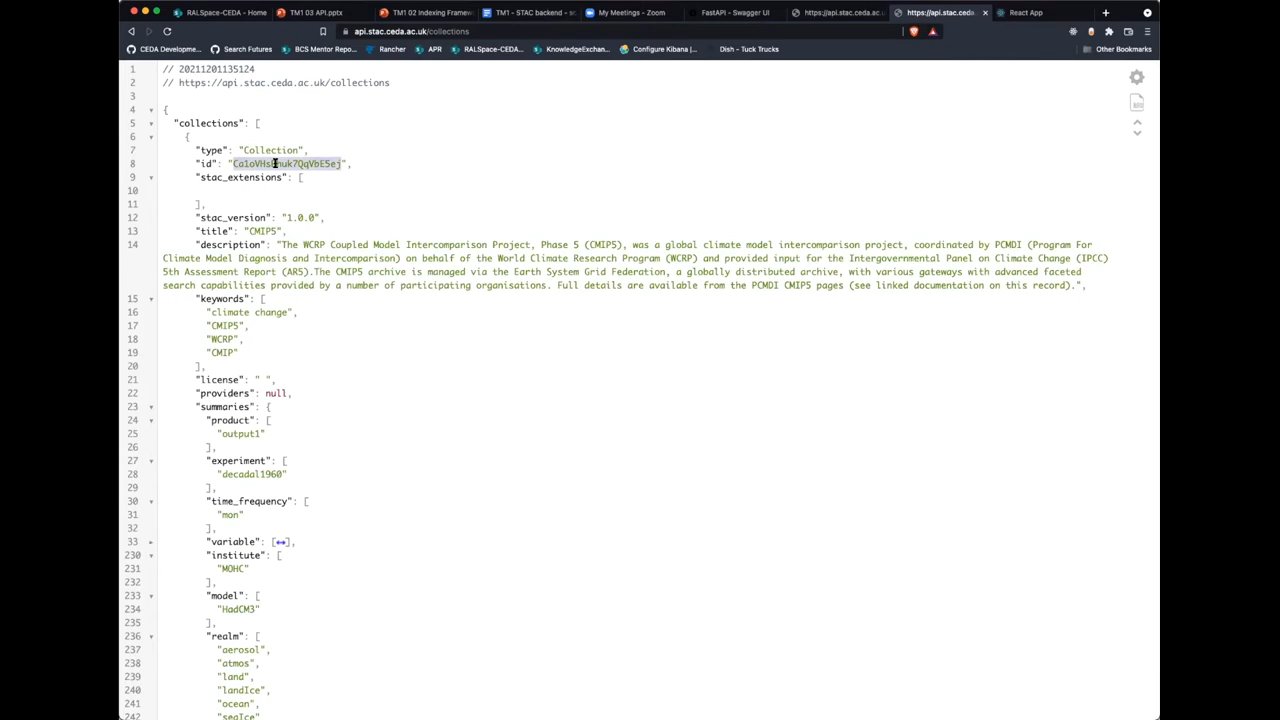 RALSpace-CEDA - Home
TM1 03 API.pptx
TM1 02 Indexing Framew
TM1 - STAC backend - so
My Meetings - Zoom
FastAPI - Swagger UI
https://api.stac.ceda.ac.u
https://api.stac.ceda
React App
api.stac.ceda.ac.uk/collections
CEDA Developme...
Search Futures
BCS Mentor Repo...
Rancher
APR
RALSpace-CEDA...
KnowledgeExchan...
Configure Kibana (...
Dish - Tuck Trucks
Other Bookmarks
1 // 20211201135124
2 // https://api.stac.ceda.ac.uk/collections
3
4 {
5 "collections": [
6 {
7 "type": "Collection",
8 "id":
9 "stac_extensions": [
10
11 ],
12 "stac_version": "1.0.0",
13 "title": "CMIP5",
14 "description": "The WCRP Coupled Model Intercomparison Project, Phase 5 (CMIP5), was a global climate model intercomparison project, coordinated by PCMDI (Program For
Climate Model Diagnosis and Intercomparison) on behalf of the World Climate Research Program (WCRP) and provided input for the Intergovernmental Panel on Climate Change (IPCC)
5th Assessment Report (AR5).The CMIP5 archive is managed via the Earth System Grid Federation, a globally distributed archive, with various gateways with advanced faceted
search capabilities provided by a number of participating organisations. Full details are available from the PCMDI CMIP5 pages (see linked documentation on this record).",
15 "keywords": [
16 "climate change",
17 "CMIP5",
18 "WCRP",
19 "CMIP"
20 ],
21 "license": " ",
22 "providers": null,
23 "summaries": {
24 "product": [
25 "output1"
26 ],
27 "experiment": [
28 "decadal1960"
29 ],
30 "time_frequency": [
31 "mon"
32 ],
33 "variable": [↔],
230 "institute": [
231 "MOHC"
232 ],
233 "model": [
234 "HadCM3"
235 ],
236 "realm": [
237 "aerosol",
238 "atmos",
239 "land",
240 "landIce",
241 "ocean",
242 "seaIce"